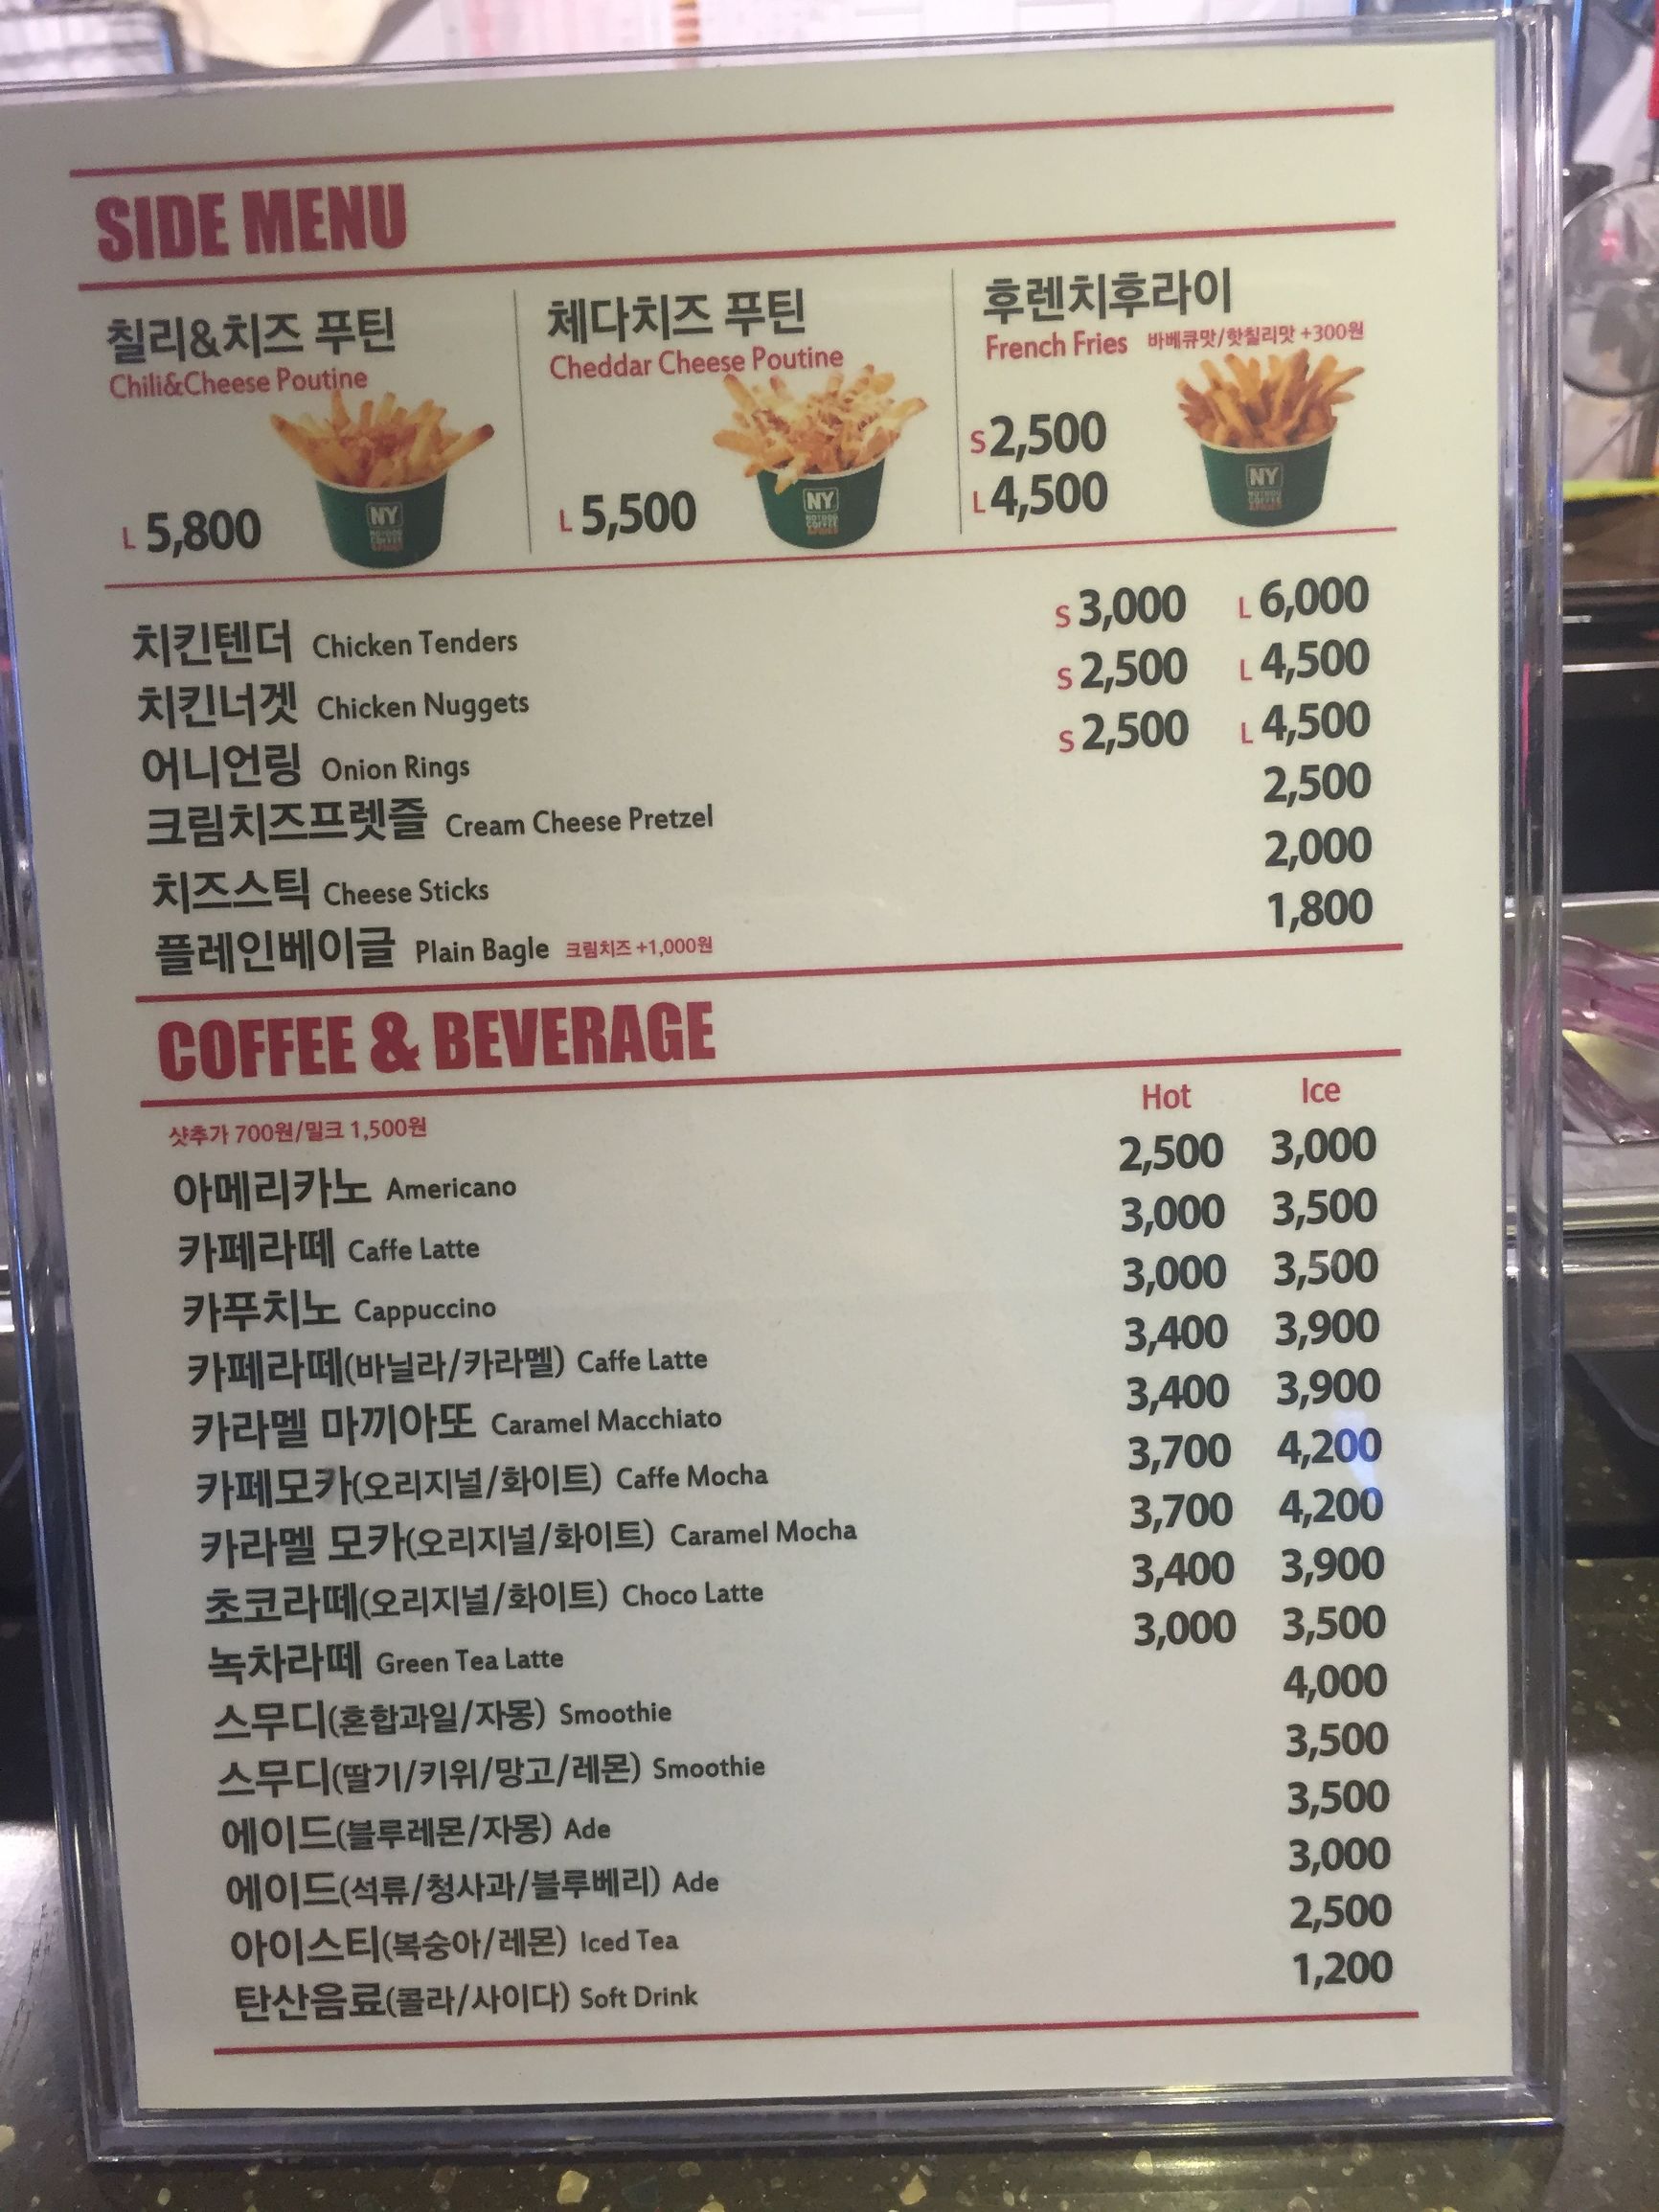 SIDE MENU
칠리&치즈 푸틴
Chili&Cheese Poutine
L 5,800
NY
HOTDOG
COFFEE
체다치즈 푸틴
Cheddar Cheese Poutine
L 5,500
NY
HOTDOG
COFFEE
후렌치후라이
French Fries 바베큐맛/핫칠리맛 +300원
S 2,500
L 4,500
NY
HOTDOG
COFFEE
치킨텐더 Chicken Tenders S 3,000 L 6,000
치킨너겟 Chicken Nuggets S 2,500 L 4,500
어니언링 Onion Rings S 2,500 L 4,500
크림치즈프렛즐 Cream Cheese Pretzel 2,500
치즈스틱 Cheese Sticks 2,000
플레인베이글 Plain Bagle 크림치즈 +1,000원 1,800
COFFEE & BEVERAGE
Hot Ice
샷추가 700원/밀크 1,500원
아메리카노 Americano 2,500 3,000
카페라떼 Caffe Latte 3,000 3,500
카푸치노 Cappuccino 3,000 3,500
카페라떼(바닐라/카라멜) Caffe Latte 3,400 3,900
카라멜 마끼아또 Caramel Macchiato 3,400 3,900
카페모카(오리지널/화이트) Caffe Mocha 3,700 4,200
카라멜 모카(오리지널/화이트) Caramel Mocha 3,700 4,200
초코라떼(오리지널/화이트) Choco Latte 3,400 3,900
녹차라떼 Green Tea Latte 3,000 3,500
스무디(혼합과일/자몽) Smoothie 4,000
스무디(딸기/키위/망고/레몬) Smoothie 3,500
에이드(블루레몬/자몽) Ade 3,500
에이드(석류/청사과/블루베리) Ade 3,000
아이스티(복숭아/레몬) Iced Tea 2,500
탄산음료(콜라/사이다) Soft Drink 1,200